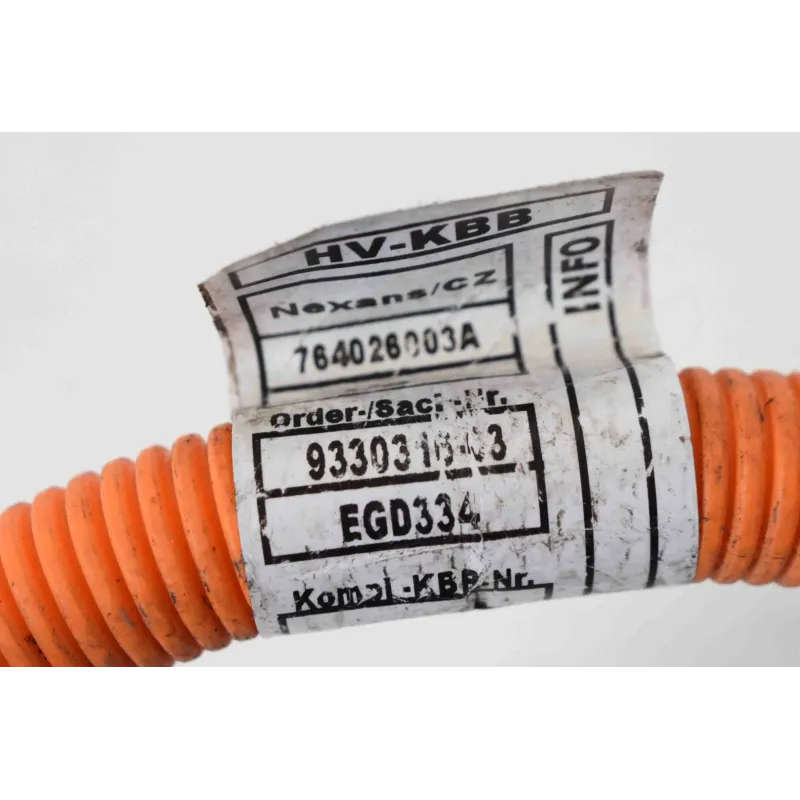 HV-KBB
INFO
Nexans/CZ
764026003A
Order-/Sach-Nr.
EGD334
Kompl.-KBB-Nr.